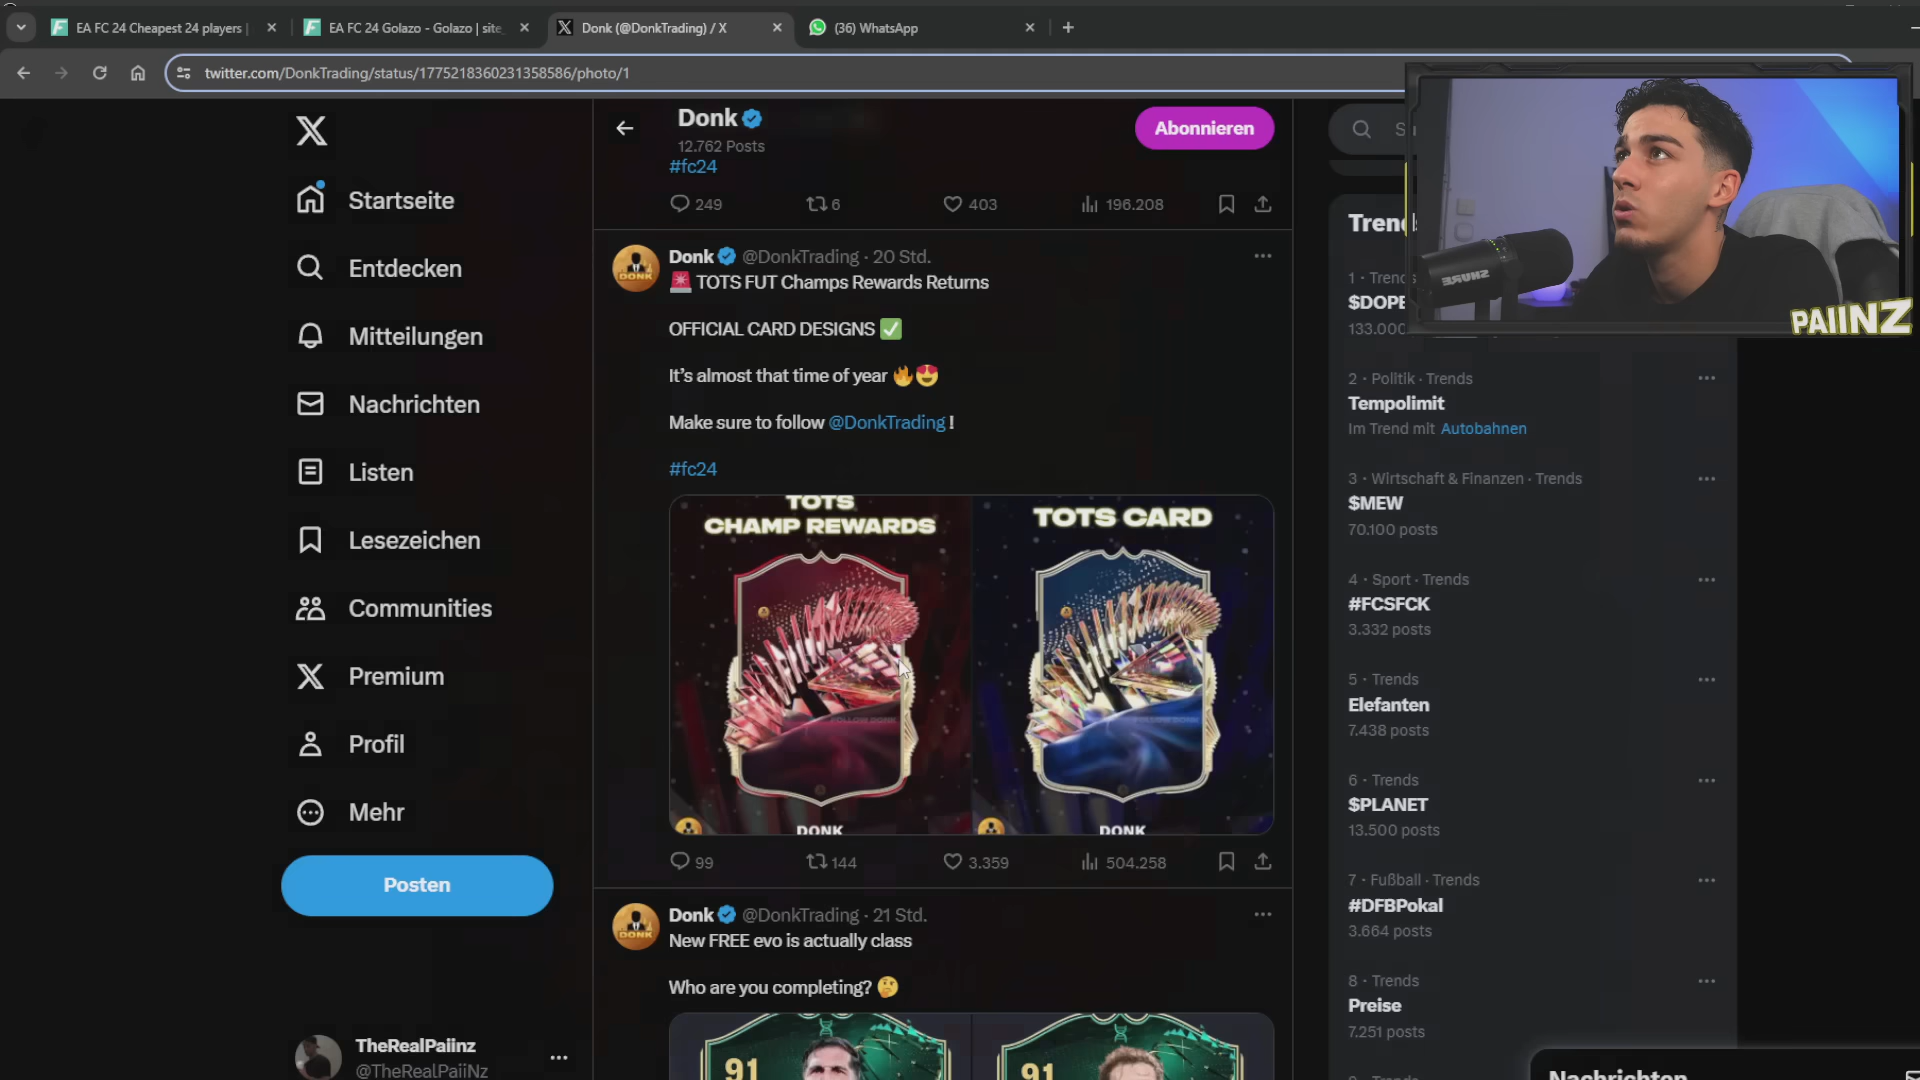 EA FC 24 Cheapest 24 players |
EA FC 24 Golazo - Golazo | site_
Donk (@DonkTrading) / X
(36) WhatsApp
twitter.com/DonkTrading/status/1775218360231358586/photo/1
Donk
12.762 Posts
Abonnieren
#fc24
249
6
403
196.208
Startseite
Entdecken
Mitteilungen
Nachrichten
Listen
Lesezeichen
Communities
Premium
Profil
Mehr
Posten
TheRealPaiinz
@TheRealPaiiNz
Donk @DonkTrading · 20 Std.
🚨 TOTS FUT Champs Rewards Returns
OFFICIAL CARD DESIGNS ✅
It's almost that time of year 🔥😍
Make sure to follow @DonkTrading !
#fc24
TOTS
CHAMP REWARDS
DONK
TOTS CARD
DONK
99
144
3.359
504.258
Donk @DonkTrading · 21 Std.
New FREE evo is actually class
Who are you completing? 🤔
91
91
SHURE
PAIINZ
Trend
1 · Trends
$DOPE
133.000
2 · Politik · Trends
Tempolimit
Im Trend mit Autobahnen
3 · Wirtschaft & Finanzen · Trends
$MEW
70.100 posts
4 · Sport · Trends
#FCSFCK
3.332 posts
5 · Trends
Elefanten
7.438 posts
6 · Trends
$PLANET
13.500 posts
7 · Fußball · Trends
#DFBPokal
3.664 posts
8 · Trends
Preise
7.251 posts
Nachrichten